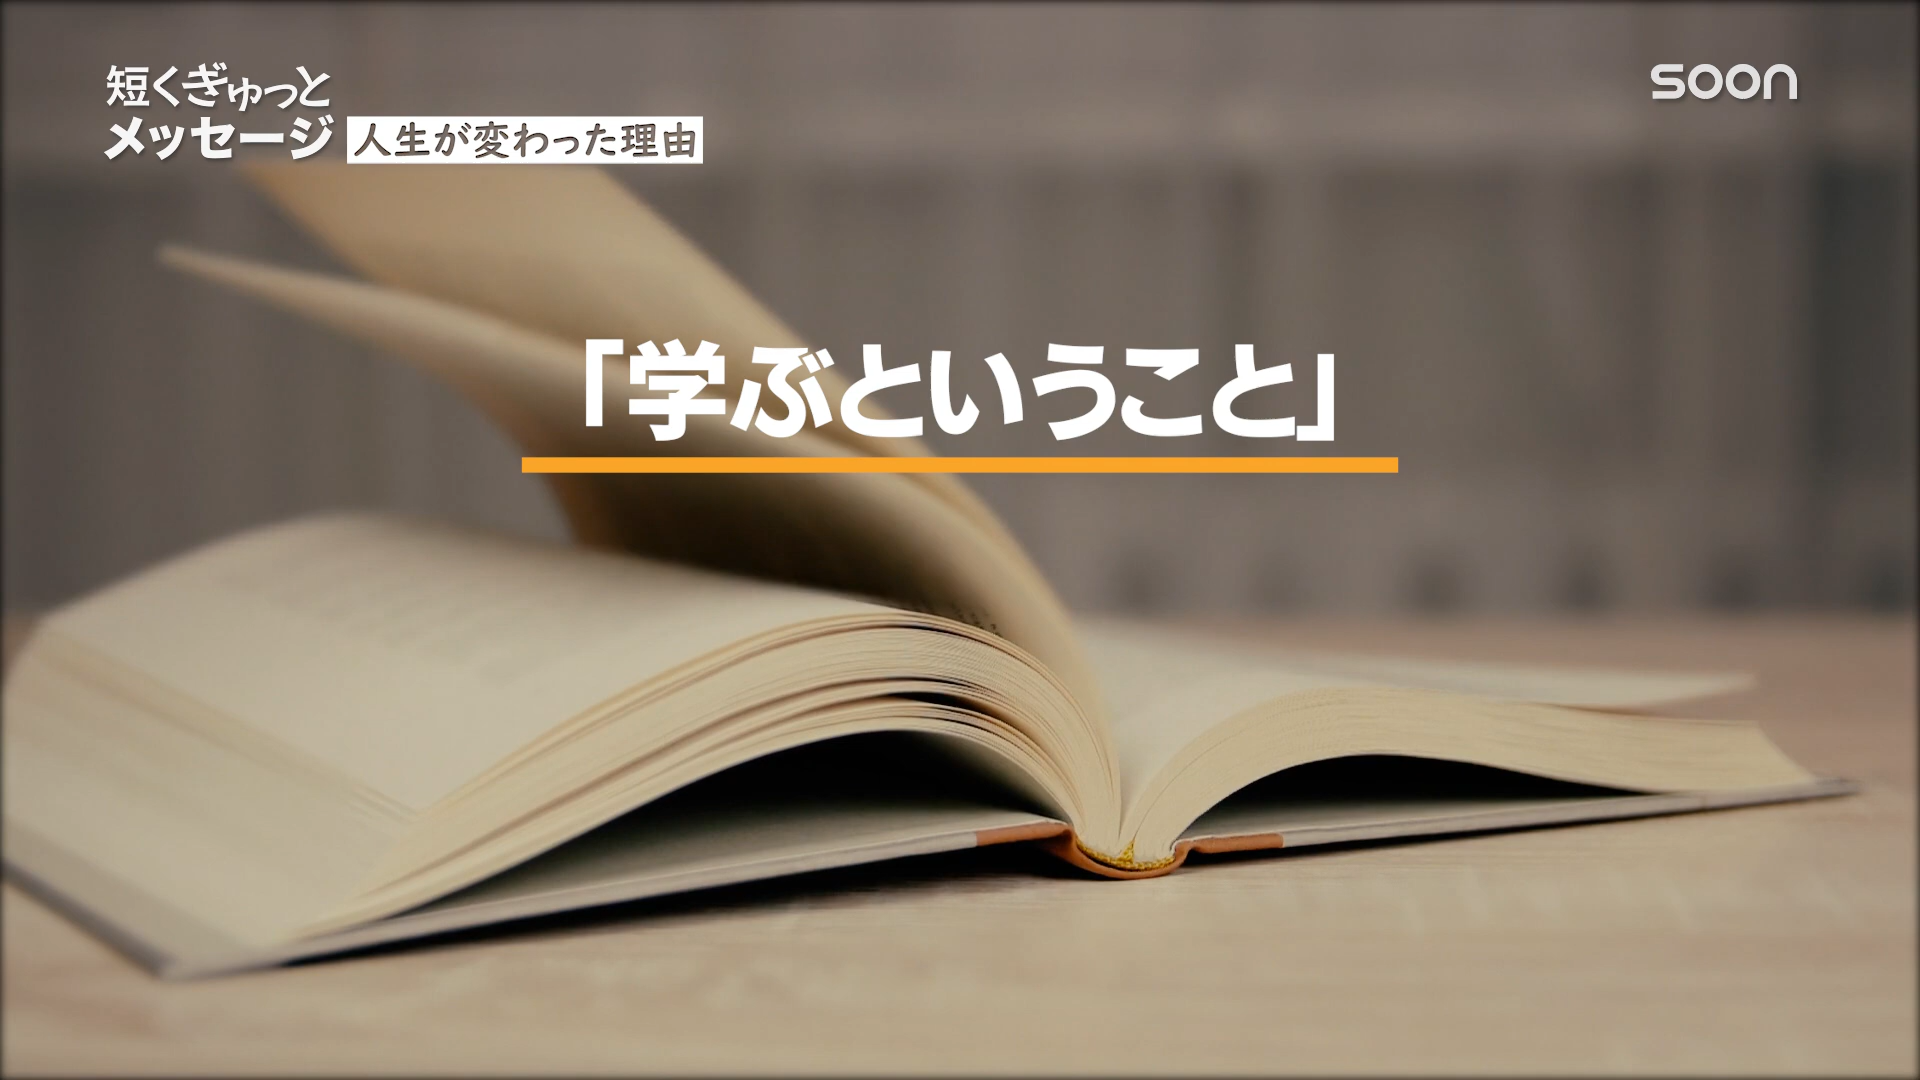 短くぎゅっと
メッセージ 人生が変わった理由
soon
「学ぶということ」